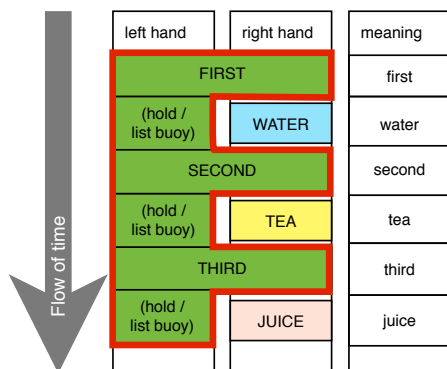 left hand right hand meaning
FIRST first
(hold /
list buoy) WATER water
SECOND second
(hold /
list buoy) TEA tea
THIRD third
(hold /
list buoy) JUICE juice
Flow of time